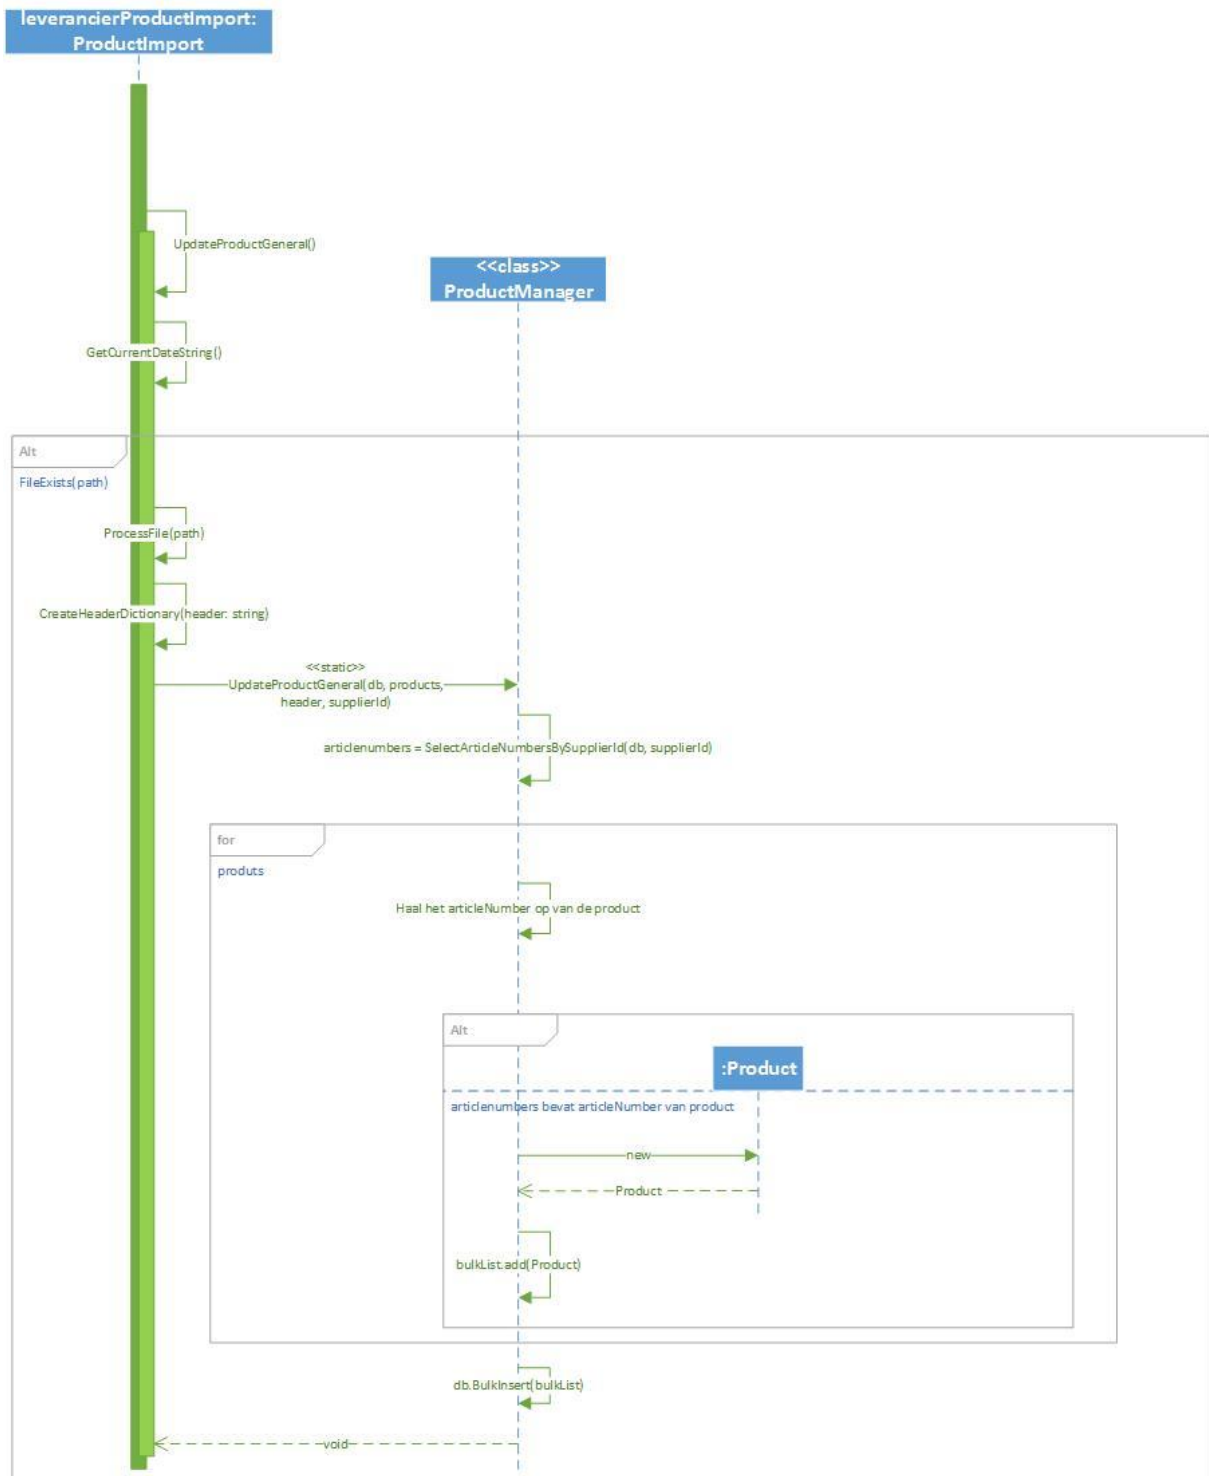 leverancierProductImport:
ProductImport
UpdateProductGeneral()
<<class>>
ProductManager
GetCurrentDateString()
Alt
FileExists(path)
ProcessFile(path)
CreateHeaderDictionary(header: string)
<<static>>
UpdateProductGeneral(db, products,
header, supplierId)
articlenumbers = SelectArticleNumbersBySupplierId(db, supplierId)
for
produts
Haal het articleNumber op van de product
Alt
:Product
articlenumbers bevat articleNumber van product
new
Product
bulkList.add(Product)
db.BulkInsert(bulkList)
void